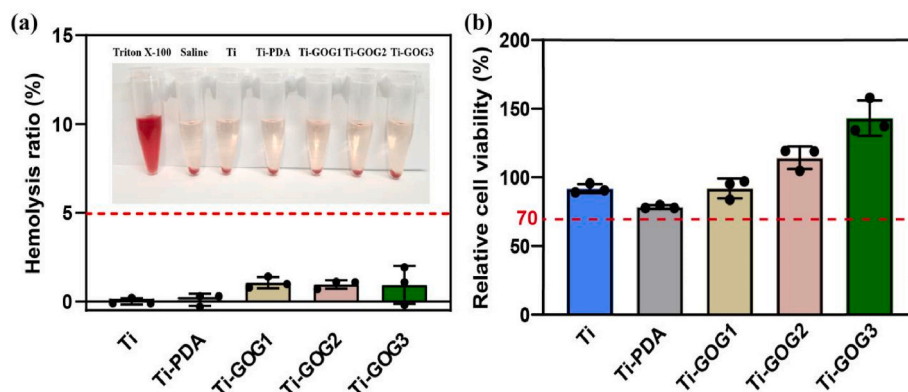 (a)
Hemolysis ratio (%)
15
10
5
0
Triton X-100 Saline Ti Ti-PDA Ti-GOG1 Ti-GOG2 Ti-GOG3
Ti
Ti-PDA
Ti-GOG1
Ti-GOG2
Ti-GOG3
(b)
Relative cell viability (%)
200
150
100
70
50
0
Ti
Ti-PDA
Ti-GOG1
Ti-GOG2
Ti-GOG3